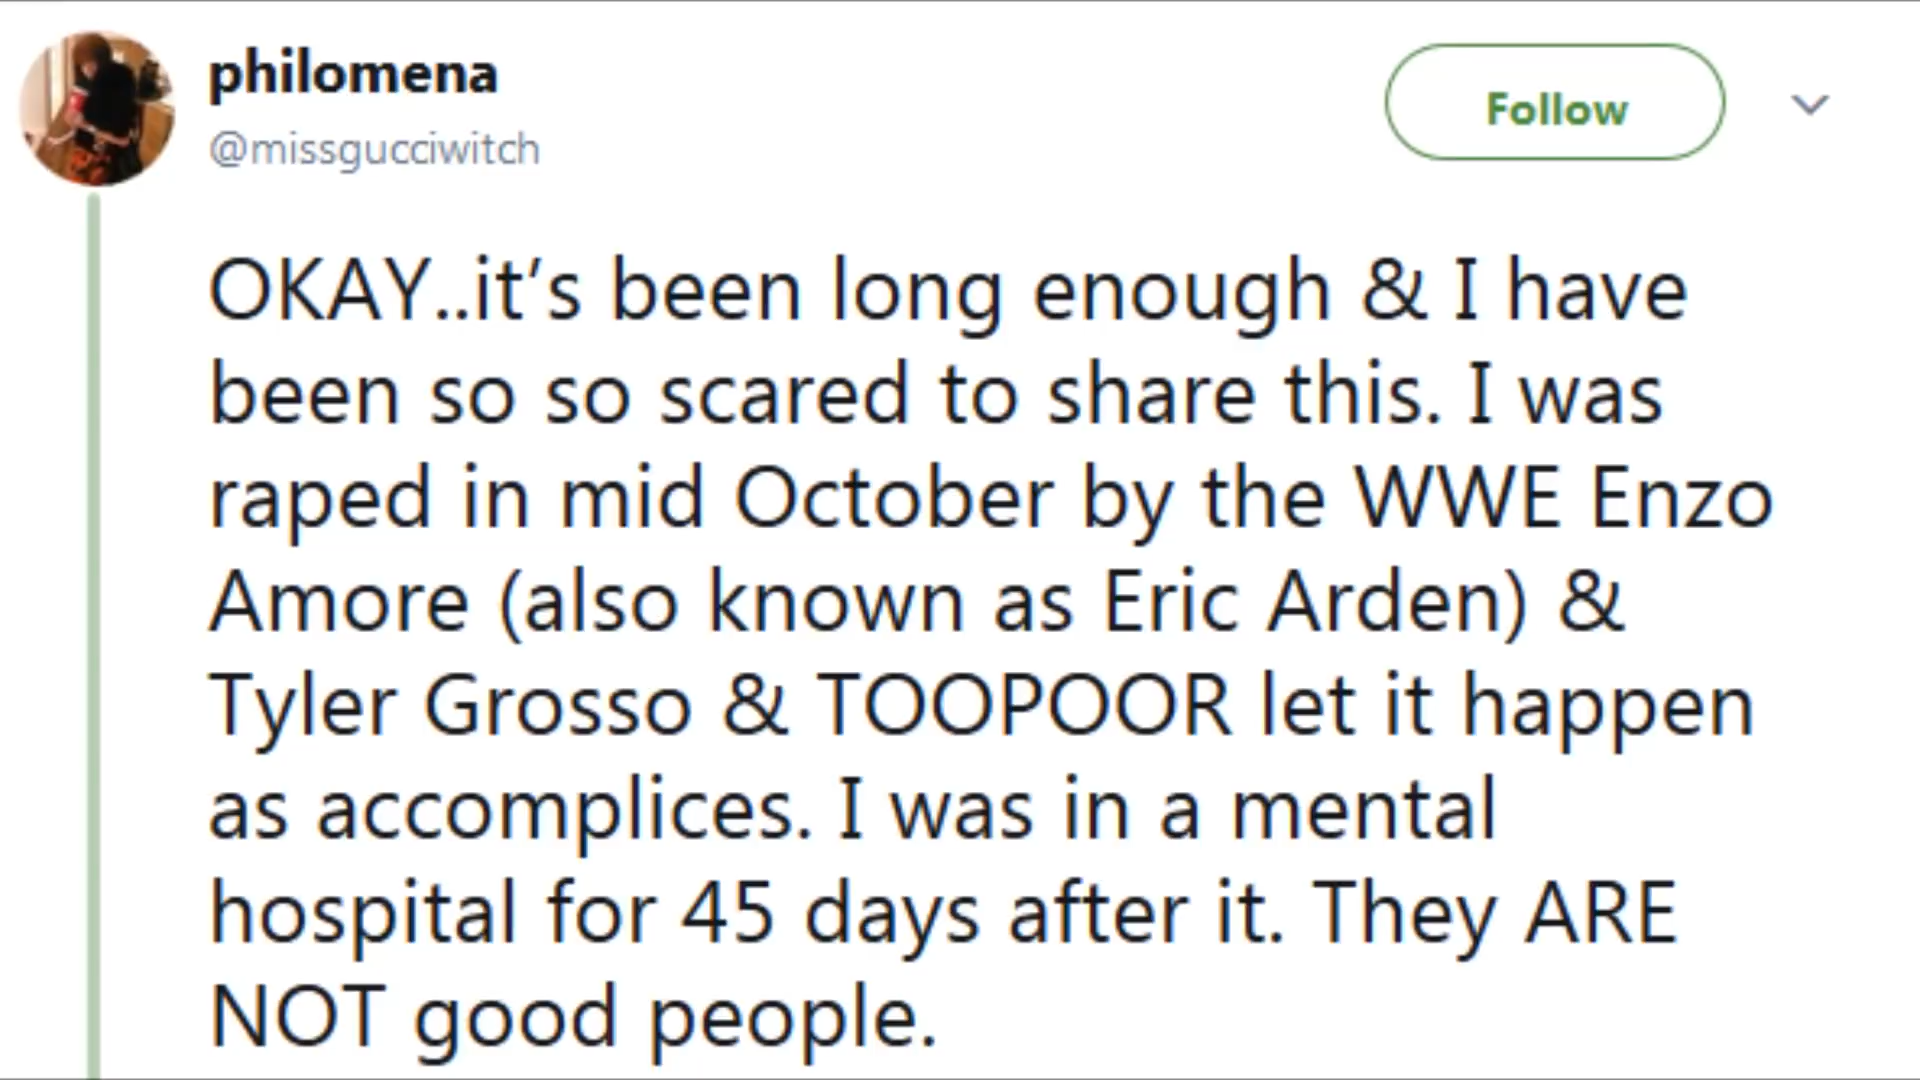 philomena
@missgucciwitch
Follow
OKAY..it’s been long enough & I have
been so so scared to share this. I was
raped in mid October by the WWE Enzo
Amore (also known as Eric Arden) &
Tyler Grosso & TOOPOOR let it happen
as accomplices. I was in a mental
hospital for 45 days after it. They ARE
NOT good people.